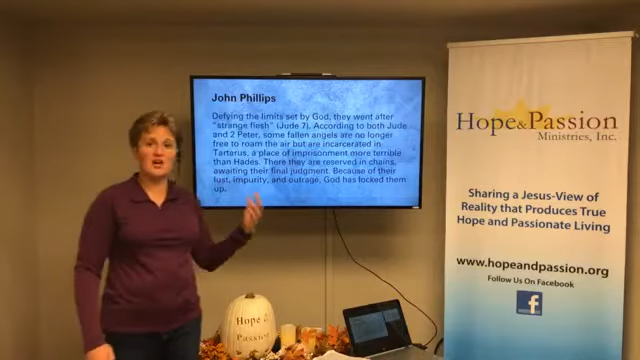 John Phillips
Defying the limits set by God, they went after
"strange flesh" (Jude 7). According to both Jude
and 2 Peter, some fallen angels are no longer
free to roam the air but are incarcerated in
Tartarus, a place of imprisonment more terrible
than Hades. There they are reserved in chains,
awaiting their final judgment. Because of their
lust, impurity, and outrage, God has locked them
up.
Hope &
Passion
Hope&Passion
Ministries, Inc.
Sharing a Jesus-View of
Reality that Produces True
Hope and Passionate Living
www.hopeandpassion.org
Follow Us On Facebook
f